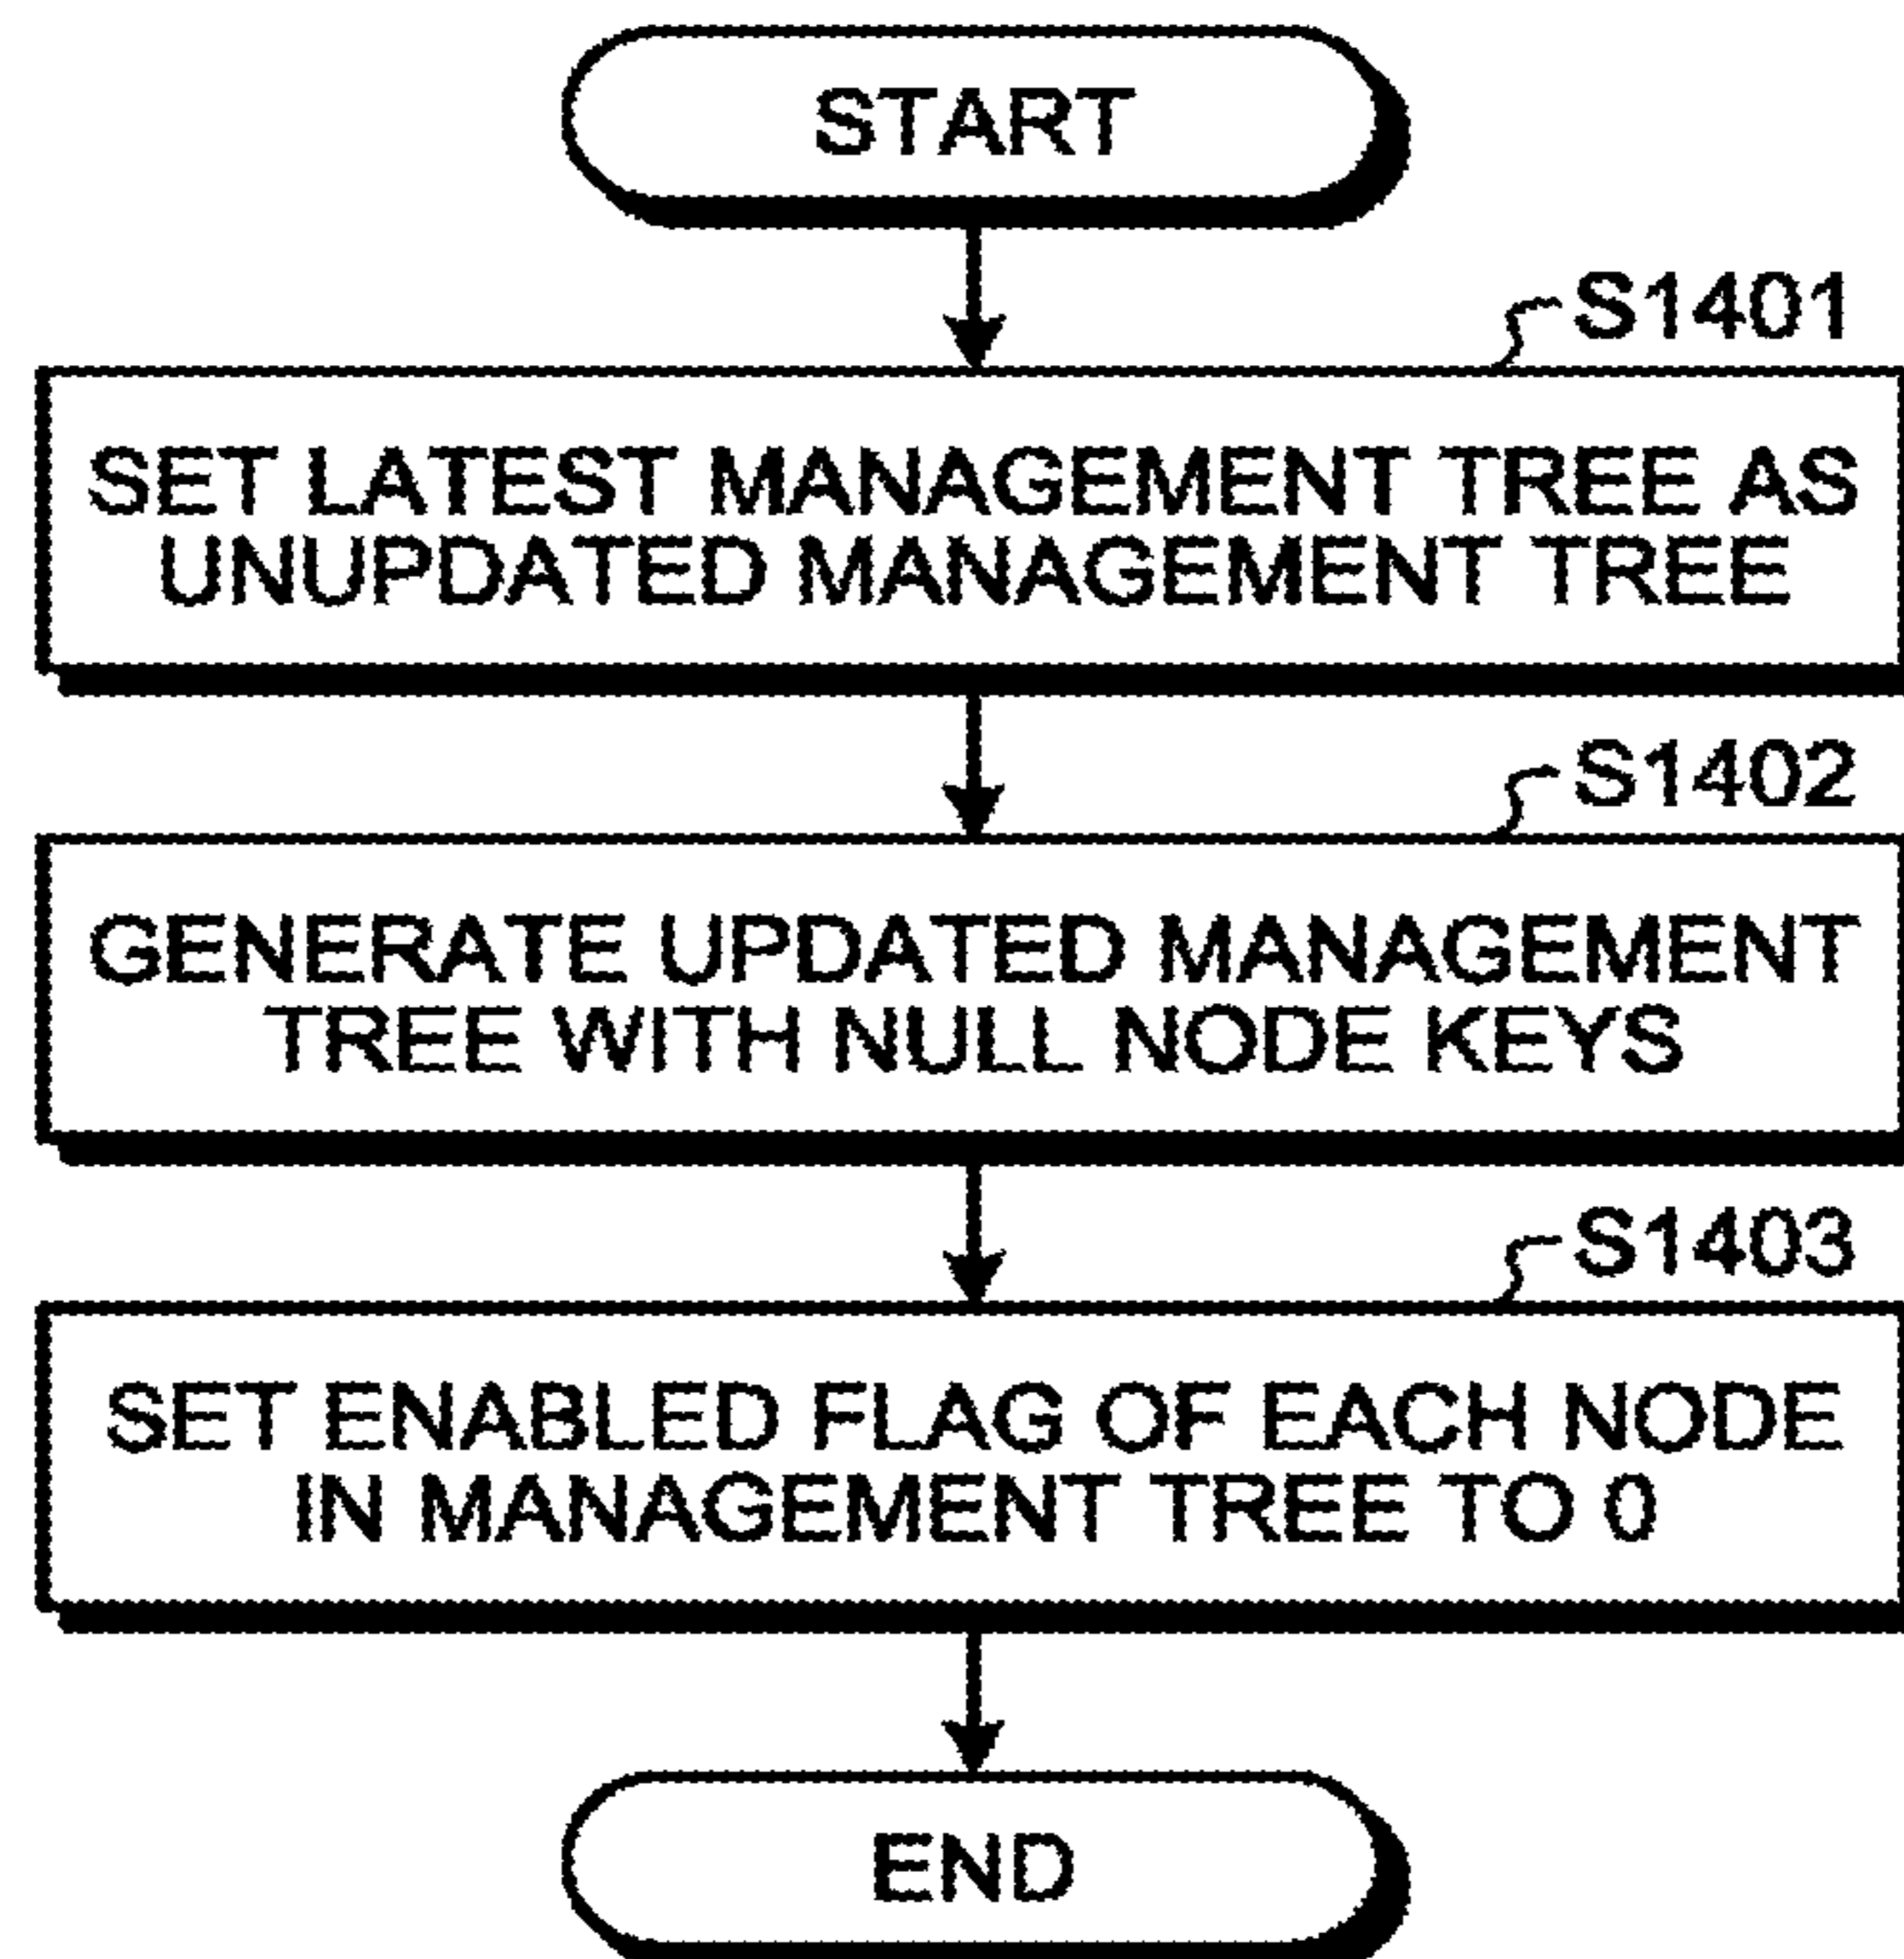 START
S1401
SET LATEST MANAGEMENT TREE AS
UNUPDATED MANAGEMENT TREE
S1402
GENERATE UPDATED MANAGEMENT
TREE WITH NULL NODE KEYS
S1403
SET ENABLED FLAG OF EACH NODE
IN MANAGEMENT TREE TO 0
END